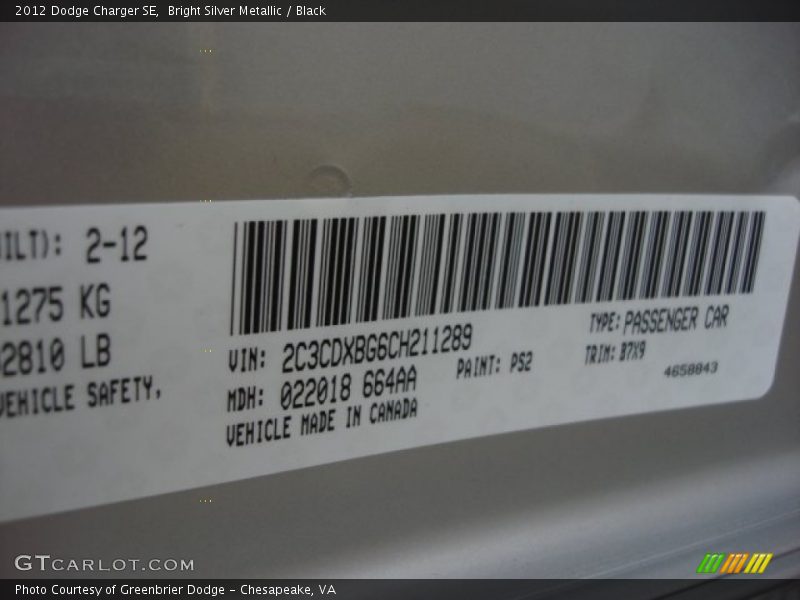 2012 Dodge Charger SE,  Bright Silver Metallic / Black
UILT): 2-12
1275 KG
2810 LB
VEHICLE SAFETY,
VIN: 2C3CDXBG6CH211289
MDH: 022018 664AA
VEHICLE MADE IN CANADA
PAINT: PS2
TYPE: PASSENGER CAR
TRIM: B7X9
4658843
GTCARLOT.COM
Photo Courtesy of Greenbrier Dodge - Chesapeake, VA